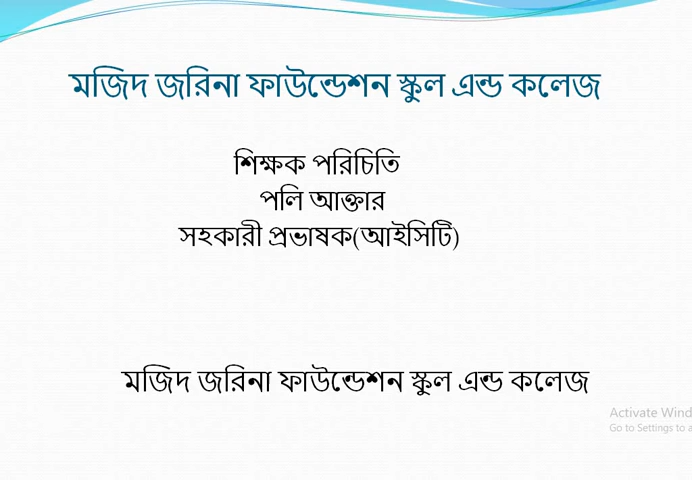 মজিদ জরিনা ফাউন্ডেশন স্কুল এন্ড কলেজ
শিক্ষক পরিচিতি
পলি আক্তার
সহকারী প্রভাষক(আইসিটি)
মজিদ জরিনা ফাউন্ডেশন স্কুল এন্ড কলেজ
Activate Wind
Go to Settings to a